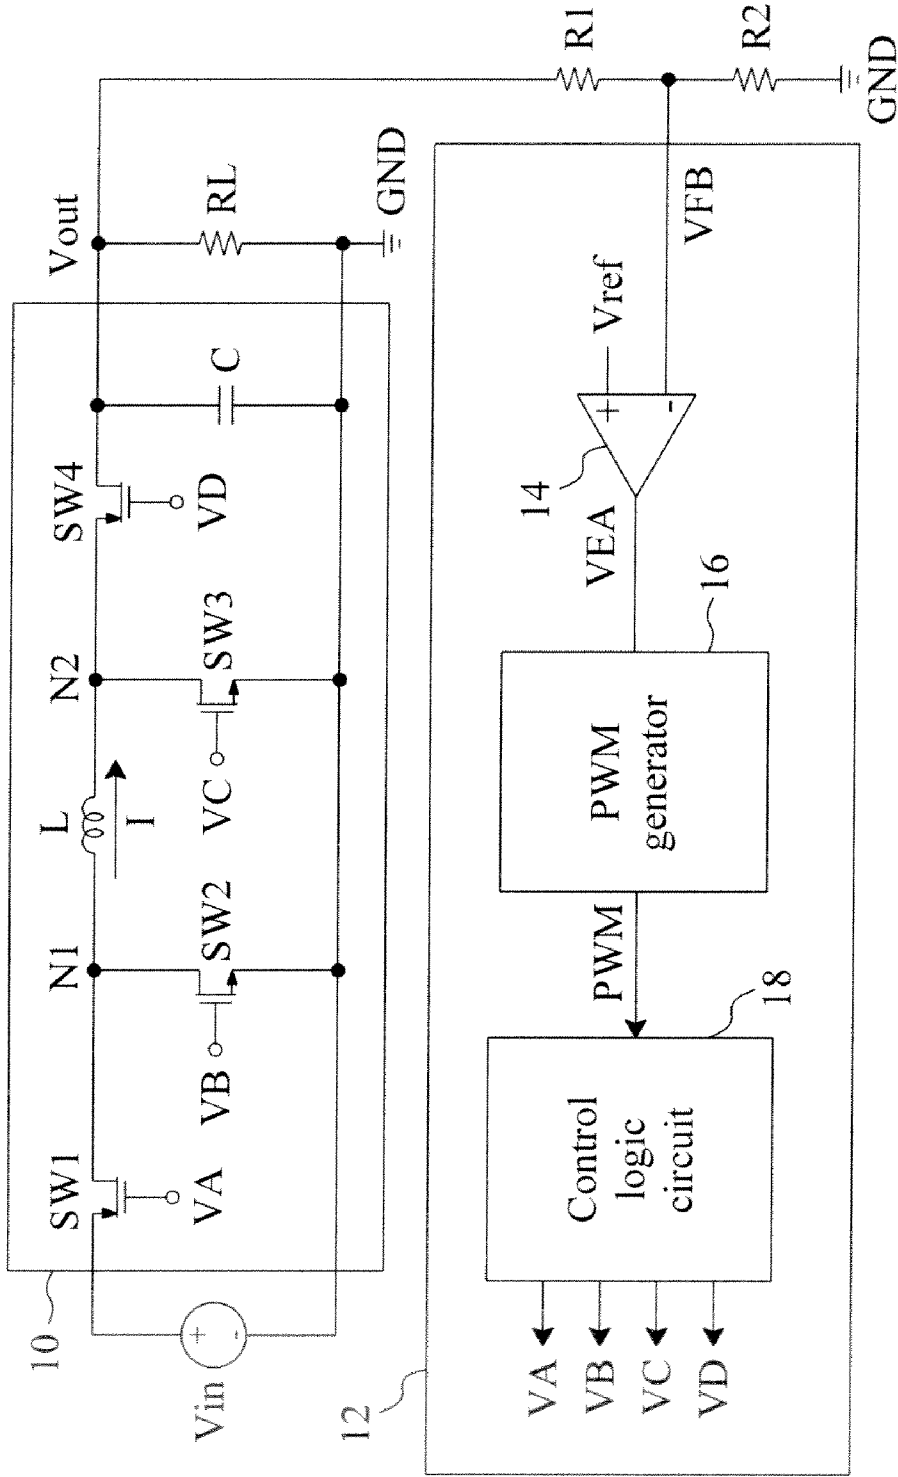 10
Vin
+
-
SW1
VA
N1
VB
SW2
L
I
N2
VC
SW3
SW4
VD
C
Vout
RL
GND
R1
R2
GND
12
VA
VB
VC
VD
Control
logic
circuit
18
PWM
PWM
generator
16
VEA
14
+
-
Vref
VFB